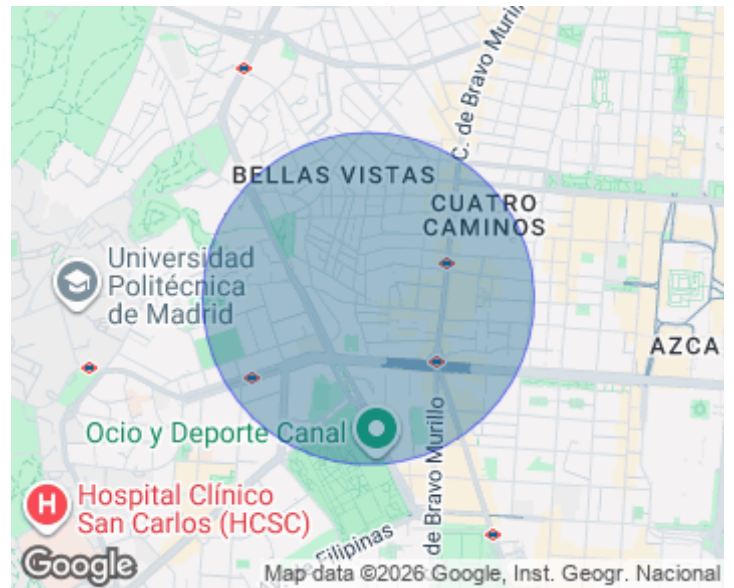 C. de Bravo Murillo
BELLAS VISTAS
CUATRO
CAMINOS
Universidad
Politécnica
de Madrid
AZCA
Ocio y Deporte Canal
de Bravo Murillo
H
Hospital Clínico
San Carlos (HCSC)
Filipinas
Google
Map data ©2026 Google, Inst. Geogr. Nacional